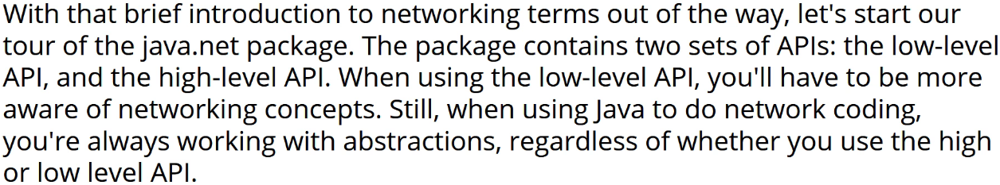 With that brief introduction to networking terms out of the way, let's start our
tour of the java.net package. The package contains two sets of APIs: the low-level
API, and the high-level API. When using the low-level API, you'll have to be more
aware of networking concepts. Still, when using Java to do network coding,
you're always working with abstractions, regardless of whether you use the high
or low level API.